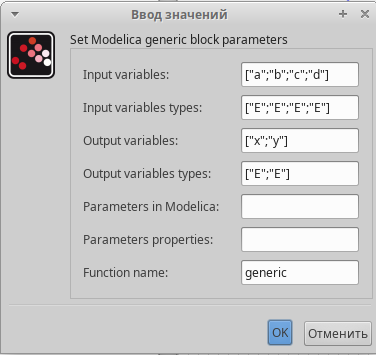 Ввод значений
Set Modelica generic block parameters
Input variables: ["a";"b";"c";"d"]
Input variables types: ["E";"E";"E";"E"]
Output variables: ["x";"y"]
Output variables types: ["E";"E"]
Parameters in Modelica:
Parameters properties:
Function name: generic
OK Отменить